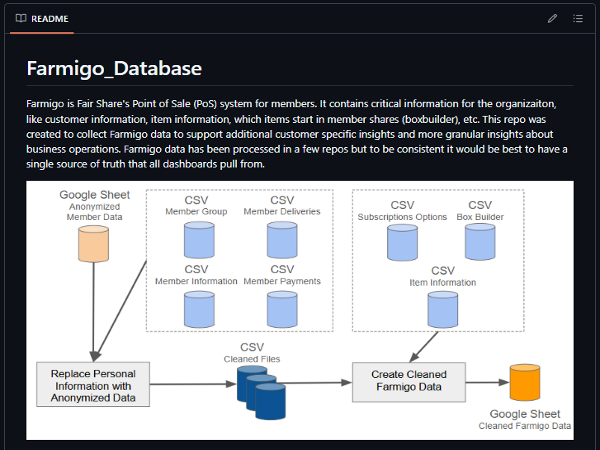 README
Farmigo_Database
Farmigo is Fair Share's Point of Sale (PoS) system for members. It contains critical information for the organizaiton,
like customer information, item information, which items start in member shares (boxbuilder), etc. This repo was
created to collect Farmigo data to support additional customer specific insights and more granular insights about
business operations. Farmigo data has been processed in a few repos but to be consistent it would be best to have a
single source of truth that all dashboards pull from.
Google Sheet
Anonymized
Member Data
CSV
Member Group
CSV
Member Deliveries
CSV
Member Information
CSV
Member Payments
CSV
Subscriptions Options
CSV
Box Builder
CSV
Item Information
Replace Personal
Information with
Anonymized Data
CSV
Cleaned Files
Create Cleaned
Farmigo Data
Google Sheet
Cleaned Farmigo Data